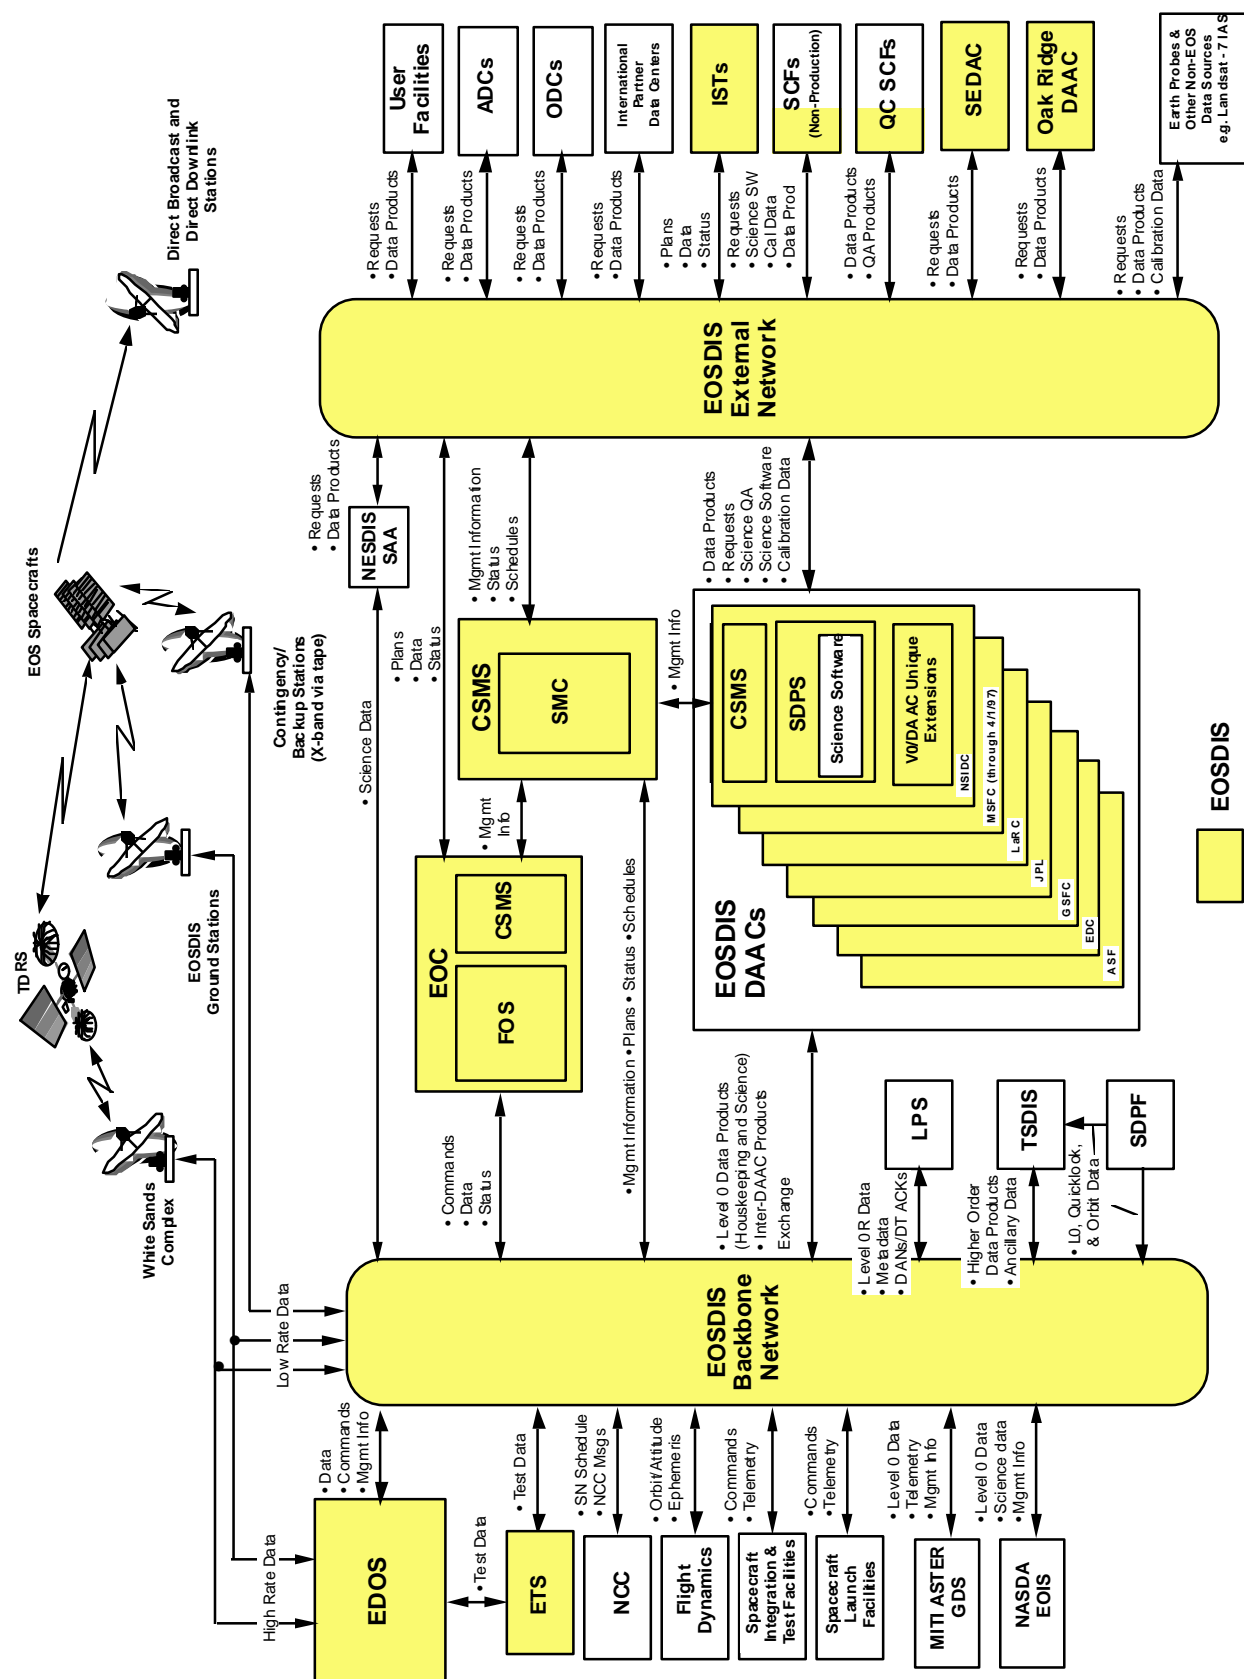 Direct Broadcast and
Direct Downlink
Stations
EOS Spacecrafts
Contingency/
Backup Stations
(X-band via tape)
TDRS
EOSDIS
Ground Stations
White Sands
Complex
Low Rate Data
High Rate Data
User
Facilities
ADCs
ODCs
International
Partner
Data Centers
ISTs
SCFs
(Non-Production)
QC SCFs
SEDAC
Oak Ridge
DAAC
Earth Probes &
Other Non-EOS
Data Sources
e.g. Landsat - 7 IAS
• Requests
• Data Products
• Requests
• Data Products
• Requests
• Data Products
• Requests
• Data Products
• Plans
• Data
• Status
• Requests
• Science SW
• Cal Data
• Data Prod
• Data Products
• QA Products
• Requests
• Data Products
• Requests
• Data Products
• Requests
• Data Products
• Calibration Data
EOSDIS
External
Network
• Requests
• Data Products
NESDIS
SAA
• Science Data
• Plans
• Data
• Status
• Mgmt Information
• Status
• Schedules
• Data Products
• Requests
• Science QA
• Science Software
• Calibration Data
CSMS
SMC
• Mgmt Info
• Mgmt
Info
EOC
CSMS
FOS
• Mgmt Information • Plans • Status • Schedules
EOSDIS
DAACs
CSMS
SDPS
Science Software
V0/DAAC Unique
Extensions
NSIDC
MSFC (through 4/1/97)
LaRC
JPL
GSFC
EDC
ASF
• Commands
• Data
• Status
• Level 0 Data Products
(Houskeeping and Science)
• Inter-DAAC Products
Exchange
LPS
TSDIS
SDPF
• Level 0R Data
• Metadata
• DANs/DT ACKs
• Higher Order
Data Products
• Ancillary Data
• L0, Quicklook,
& Orbit Data
EOSDIS
Backbone
Network
• Data
• Commands
• Mgmt Info
• Test Data
• SN Schedule
• NCC Msgs
• Orbit/Attitude
• Ephemeris
• Commands
• Telemetry
• Commands
• Telemetry
• Level 0 Data
• Telemetry
• Mgmt Info
• Level 0 Data
• Science data
• Mgmt Info
EDOS
• Test Data
ETS
NCC
Flight
Dynamics
Spacecraft
Integration &
Test Facilities
Spacecraft
Launch
Facilities
MITI ASTER
GDS
NASDA
EOIS
EOSDIS